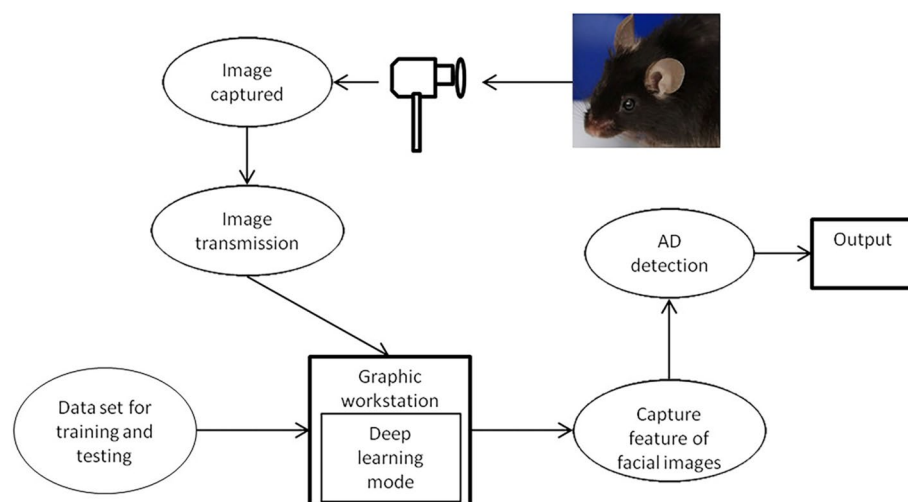 Image
captured
Image
transmission
AD
detection
Output
Graphic
workstation
Deep
learning
mode
Data set for
training and
testing
Capture
feature of
facial images